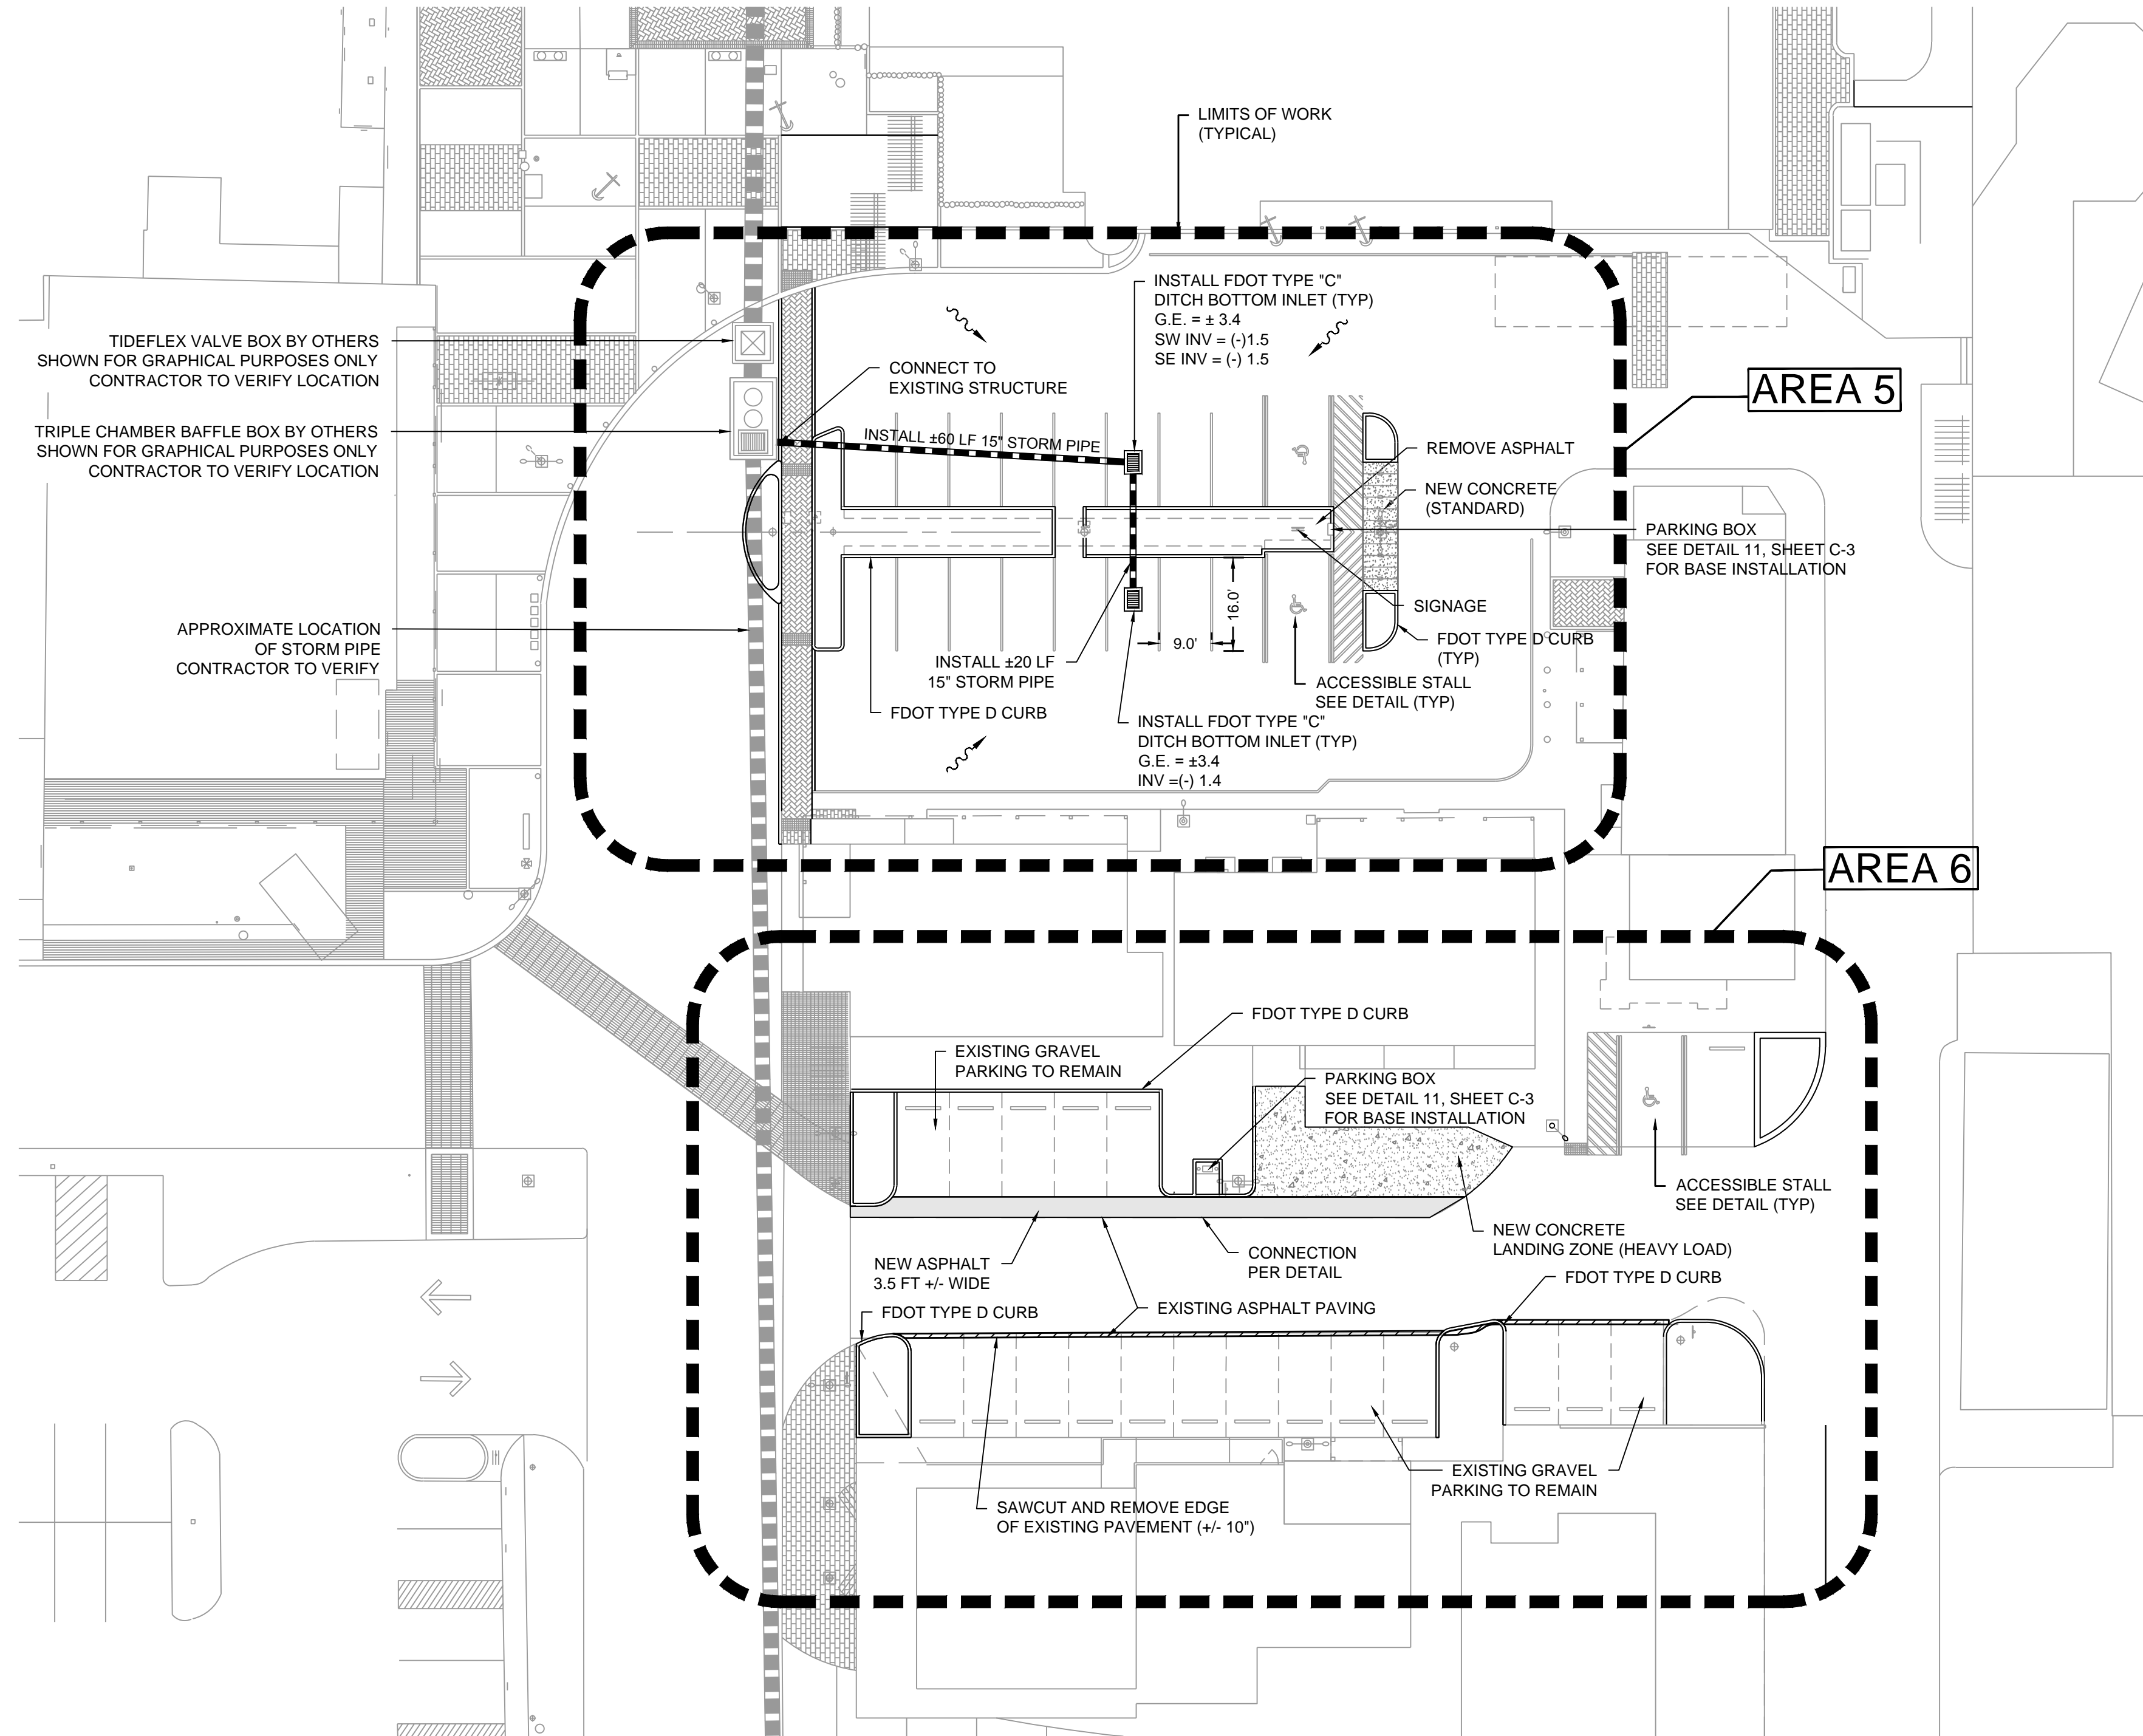 LIMITS OF WORK
(TYPICAL)
INSTALL FDOT TYPE "C"
DITCH BOTTOM INLET (TYP)
G.E. = ± 3.4
SW INV = (-)1.5
SE INV = (-) 1.5
TIDEFLEX VALVE BOX BY OTHERS
SHOWN FOR GRAPHICAL PURPOSES ONLY
CONTRACTOR TO VERIFY LOCATION
CONNECT TO
EXISTING STRUCTURE
AREA 5
TRIPLE CHAMBER BAFFLE BOX BY OTHERS
SHOWN FOR GRAPHICAL PURPOSES ONLY
CONTRACTOR TO VERIFY LOCATION
INSTALL ±60 LF 15" STORM PIPE
REMOVE ASPHALT
NEW CONCRETE
(STANDARD)
PARKING BOX
SEE DETAIL 11, SHEET C-3
FOR BASE INSTALLATION
SIGNAGE
16.0'
9.0'
FDOT TYPE D CURB
(TYP)
APPROXIMATE LOCATION
OF STORM PIPE
CONTRACTOR TO VERIFY
INSTALL ±20 LF
15" STORM PIPE
ACCESSIBLE STALL
SEE DETAIL (TYP)
FDOT TYPE D CURB
INSTALL FDOT TYPE "C"
DITCH BOTTOM INLET (TYP)
G.E. = ±3.4
INV =(-) 1.4
AREA 6
FDOT TYPE D CURB
EXISTING GRAVEL
PARKING TO REMAIN
PARKING BOX
SEE DETAIL 11, SHEET C-3
FOR BASE INSTALLATION
ACCESSIBLE STALL
SEE DETAIL (TYP)
NEW CONCRETE
LANDING ZONE (HEAVY LOAD)
NEW ASPHALT
3.5 FT +/- WIDE
CONNECTION
PER DETAIL
FDOT TYPE D CURB
FDOT TYPE D CURB
EXISTING ASPHALT PAVING
EXISTING GRAVEL
PARKING TO REMAIN
SAWCUT AND REMOVE EDGE
OF EXISTING PAVEMENT (+/- 10")